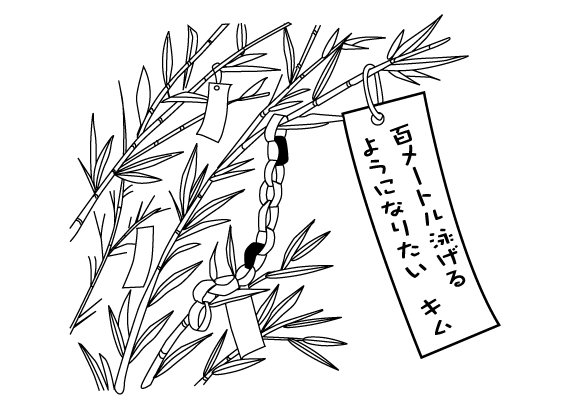 百メートル泳げる
ようになりたい
キム